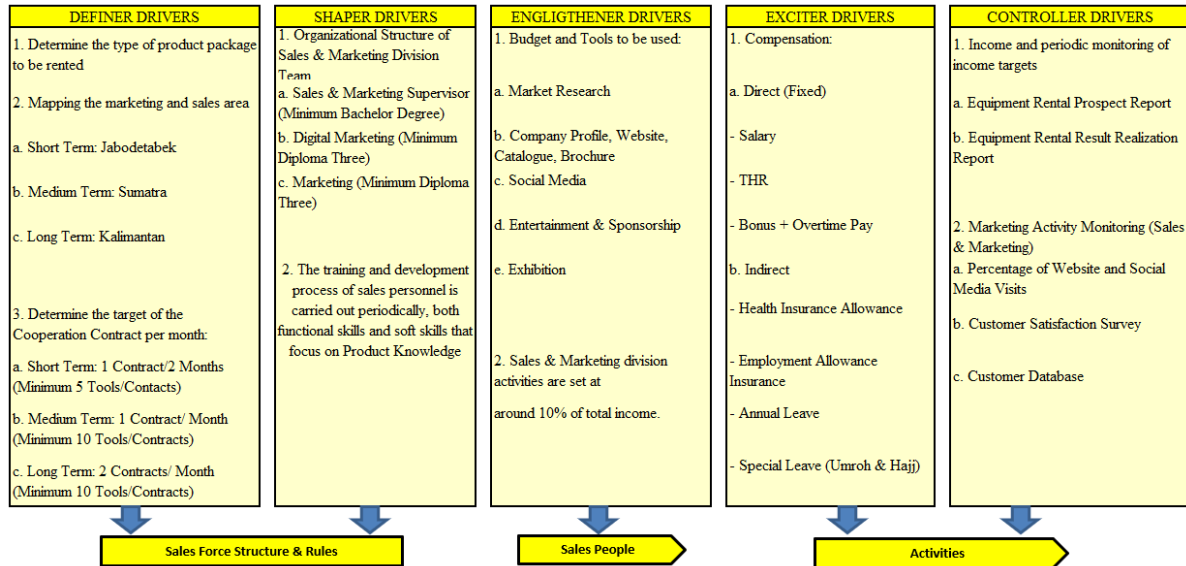 DEFINER DRIVERS
1. Determine the type of product package
to be rented
2. Mapping the marketing and sales area
a. Short Term: Jabodetabek
b. Medium Term: Sumatra
c. Long Term: Kalimantan
3. Determine the target of the
Cooperation Contract per month:
a. Short Term: 1 Contract/2 Months
(Minimum 5 Tools/Contacts)
b. Medium Term: 1 Contract/ Month
(Minimum 10 Tools/Contracts)
c. Long Term: 2 Contracts/ Month
(Minimum 10 Tools/Contracts)
SHAPER DRIVERS
1. Organizational Structure of
Sales & Marketing Division
Team
a. Sales & Marketing Supervisor
(Minimum Bachelor Degree)
b. Digital Marketing (Minimum
Diploma Three)
c. Marketing (Minimum Diploma
Three)
2. The training and development
process of sales personnel is
carried out periodically, both
functional skills and soft skills that
focus on Product Knowledge
ENGLIGTHENER DRIVERS
1. Budget and Tools to be used:
a. Market Research
b. Company Profile, Website,
Catalogue, Brochure
c. Social Media
d. Entertainment & Sponsorship
e. Exhibition
2. Sales & Marketing division
activities are set at
around 10% of total income.
EXCITER DRIVERS
1. Compensation:
a. Direct (Fixed)
- Salary
- THR
- Bonus + Overtime Pay
b. Indirect
- Health Insurance Allowance
- Employment Allowance
Insurance
- Annual Leave
- Special Leave (Umroh & Hajj)
CONTROLLER DRIVERS
1. Income and periodic monitoring of
income targets
a. Equipment Rental Prospect Report
b. Equipment Rental Result Realization
Report
2. Marketing Activity Monitoring (Sales
& Marketing)
a. Percentage of Website and Social
Media Visits
b. Customer Satisfaction Survey
c. Customer Database
Sales Force Structure & Rules
Sales People
Activities